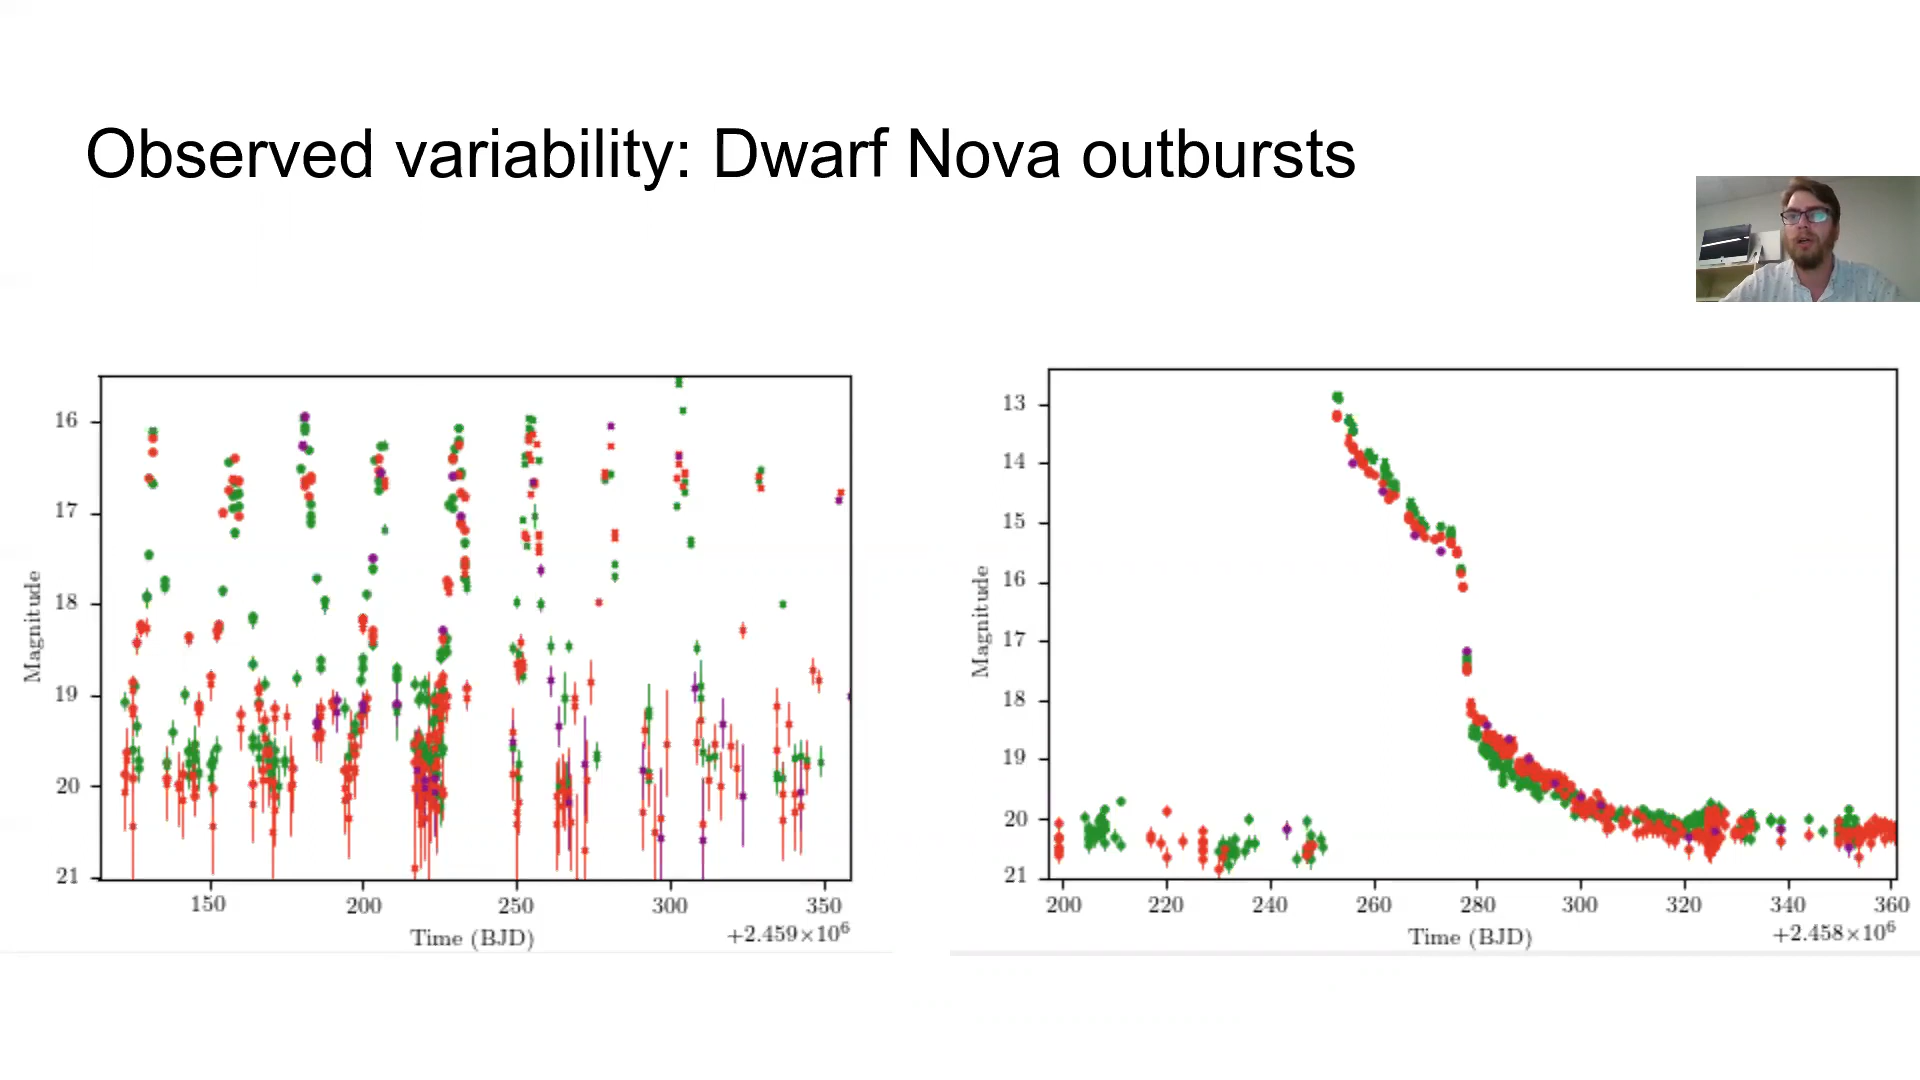 Observed variability: Dwarf Nova outbursts
16
17
18
19
20
21
Magnitude
150 200 250 300 350
Time (BJD)
+2.459×10⁶
13
14
15
16
17
18
19
20
21
Magnitude
200 220 240 260 280 300 320 340 360
Time (BJD)
+2.458×10⁶